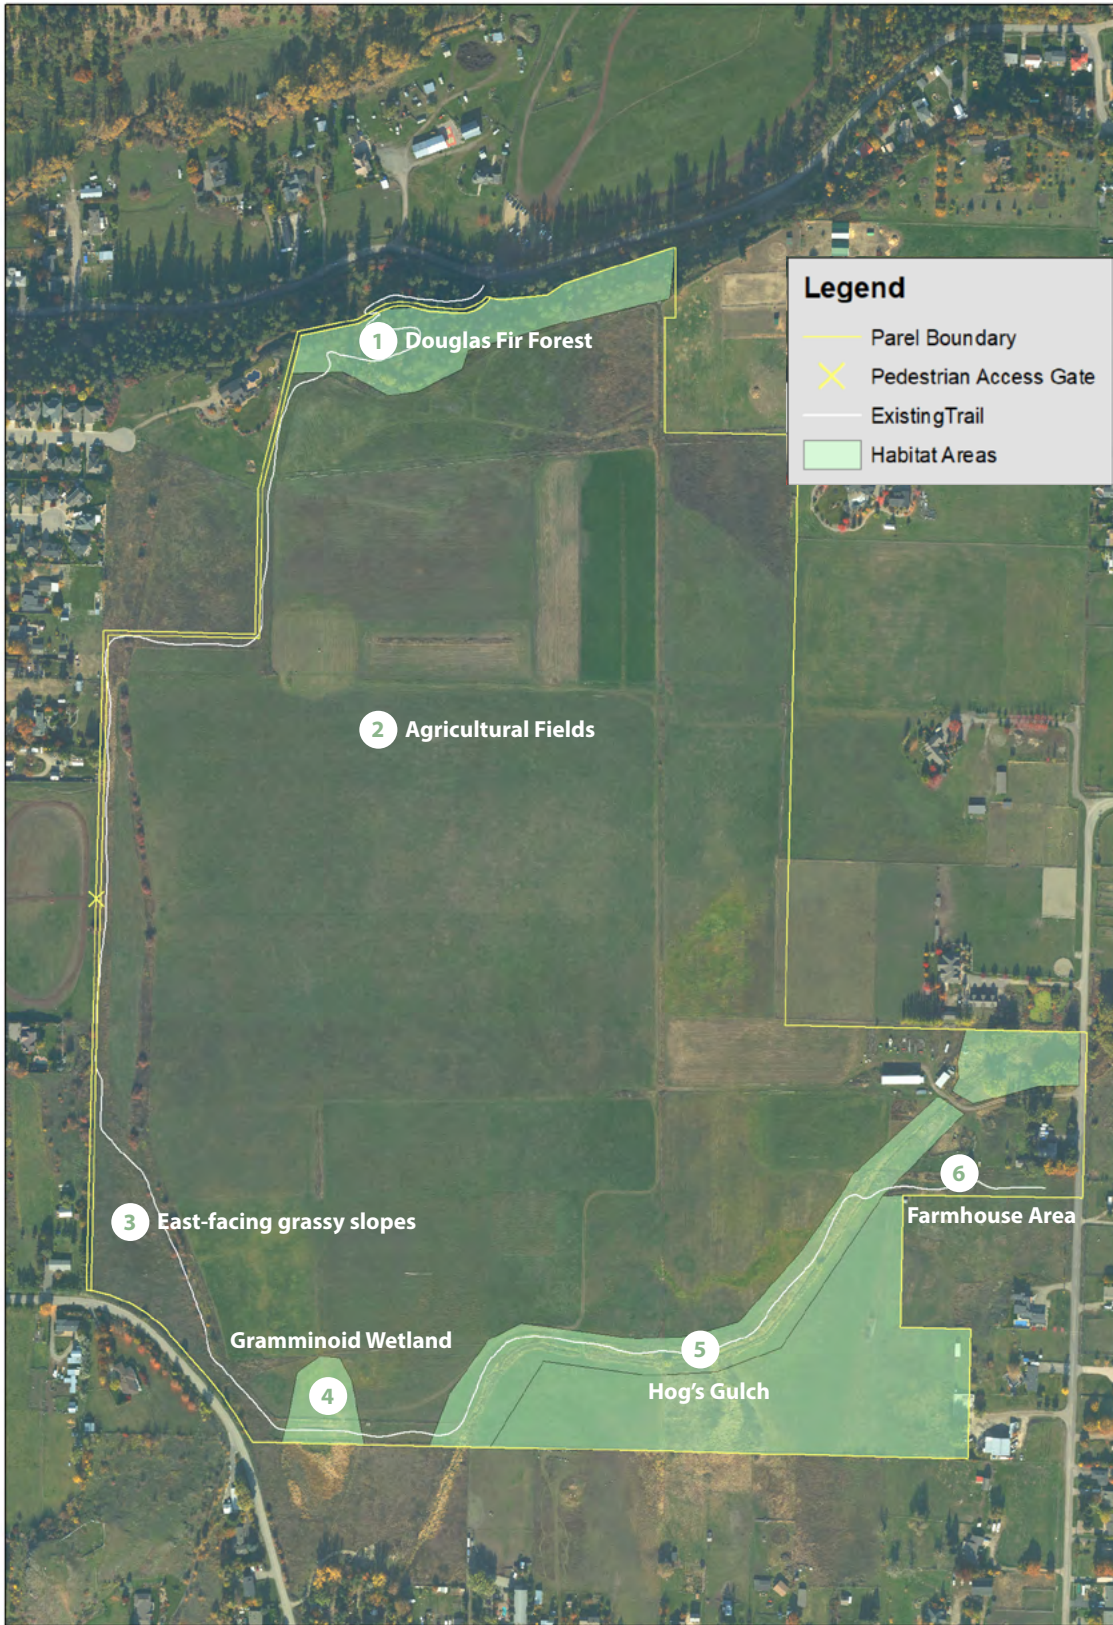 Legend
Parel Boundary
Pedestrian Access Gate
ExistingTrail
Habitat Areas
1 Douglas Fir Forest
2 Agricultural Fields
3 East-facing grassy slopes
Gramminoid Wetland
4
5
Hog's Gulch
6
Farmhouse Area